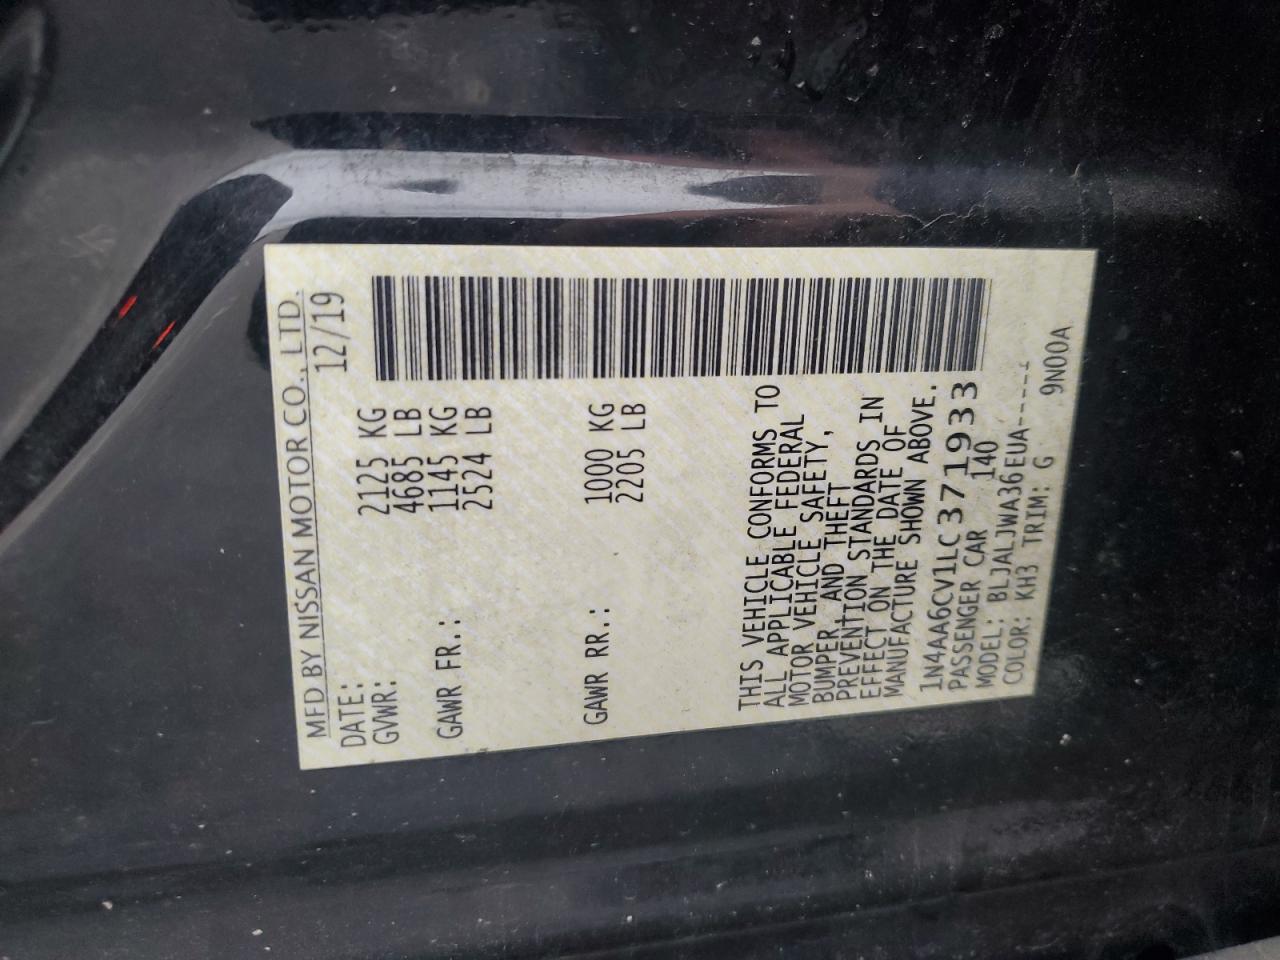 MFD BY NISSAN MOTOR CO., LTD.
DATE: 12/19
GVWR: 2125 KG
4685 LB
GAWR FR.: 1145 KG
2524 LB
GAWR RR.: 1000 KG
2205 LB
THIS VEHICLE CONFORMS TO
ALL APPLICABLE FEDERAL
MOTOR VEHICLE SAFETY,
BUMPER, AND THEFT
PREVENTION STANDARDS IN
EFFECT ON THE DATE OF
MANUFACTURE SHOWN ABOVE.
1N4AA6CV1LC371933
PASSENGER CAR 140
MODEL: BLJALJWA36EUA-----
COLOR: KH3 TRIM: G 9N00A